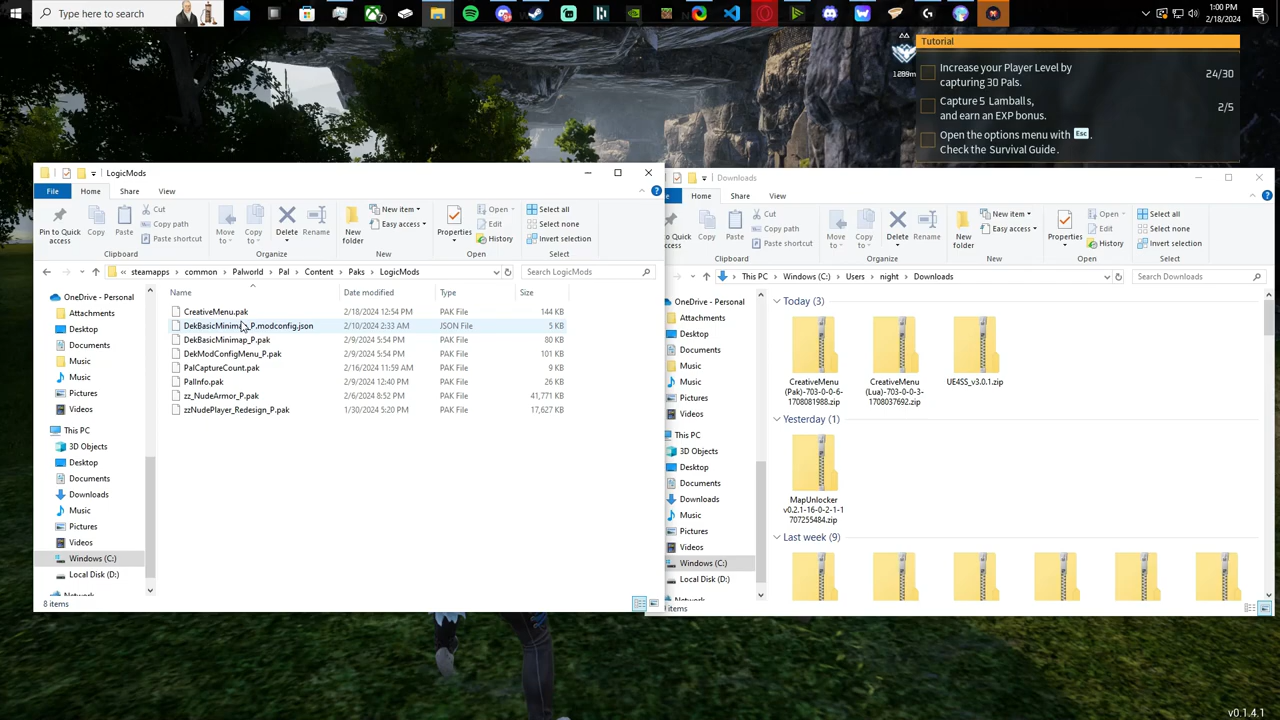 Type here to search
1:00 PM
2/18/2024
Tutorial
1289m
Increase your Player Level by
capturing 30 Pals.
24/30
Capture 5 Lamballs,
and earn an EXP bonus.
2/5
Open the options menu with Esc.
Check the Survival Guide.
LogicMods
File Home Share View
Pin to Quick
access
Copy
Paste
Cut
Copy path
Paste shortcut
Clipboard
Move
to
Copy
to
Delete
Rename
Organize
New
folder
New item
Easy access
New
Properties
Open
Edit
History
Open
Select all
Select none
Invert selection
Select
« steamapps > common > Palworld > Pal > Content > Paks > LogicMods
Search LogicMods
OneDrive - Personal
Attachments
Desktop
Documents
Music
Music
Pictures
Videos
This PC
3D Objects
Desktop
Documents
Downloads
Music
Pictures
Videos
Windows (C:)
Local Disk (D:)
Name Date modified Type Size
CreativeMenu.pak 2/18/2024 12:54 PM PAK File 144 KB
DekBasicMinimap_P.modconfig.json 2/10/2024 2:33 AM JSON File 5 KB
DekBasicMinimap_P.pak 2/9/2024 5:54 PM PAK File 80 KB
DekModConfigMenu_P.pak 2/9/2024 5:54 PM PAK File 101 KB
PalCaptureCount.pak 2/16/2024 11:59 AM PAK File 9 KB
PalInfo.pak 2/9/2024 12:40 PM PAK File 26 KB
zz_NudeArmor_P.pak 2/6/2024 8:52 PM PAK File 41,771 KB
zzNudePlayer_Redesign_P.pak 1/30/2024 5:20 PM PAK File 17,627 KB
8 items
Downloads
Home Share View
Quick
access
Copy
Paste
Cut
Copy path
Paste shortcut
Clipboard
Move
to
Copy
to
Delete
Rename
Organize
New
folder
New item
Easy access
New
Properties
Open
Edit
History
Open
Select all
Select none
Invert selection
Select
This PC > Windows (C:) > Users > night > Downloads
Search Downloads
OneDrive - Personal
Attachments
Desktop
Documents
Music
Music
Pictures
Videos
This PC
3D Objects
Desktop
Documents
Downloads
Music
Pictures
Videos
Windows (C:)
Local Disk (D:)
Today (3)
CreativeMenu
(Pak)-703-0-0-6-
1708081988.zip
CreativeMenu
(Lua)-703-0-0-3-
1708037692.zip
UE4SS_v3.0.1.zip
Yesterday (1)
MapUnlocker
v0.2.1-16-0-2-1-1
707255484.zip
Last week (9)
items
v0.1.4.1